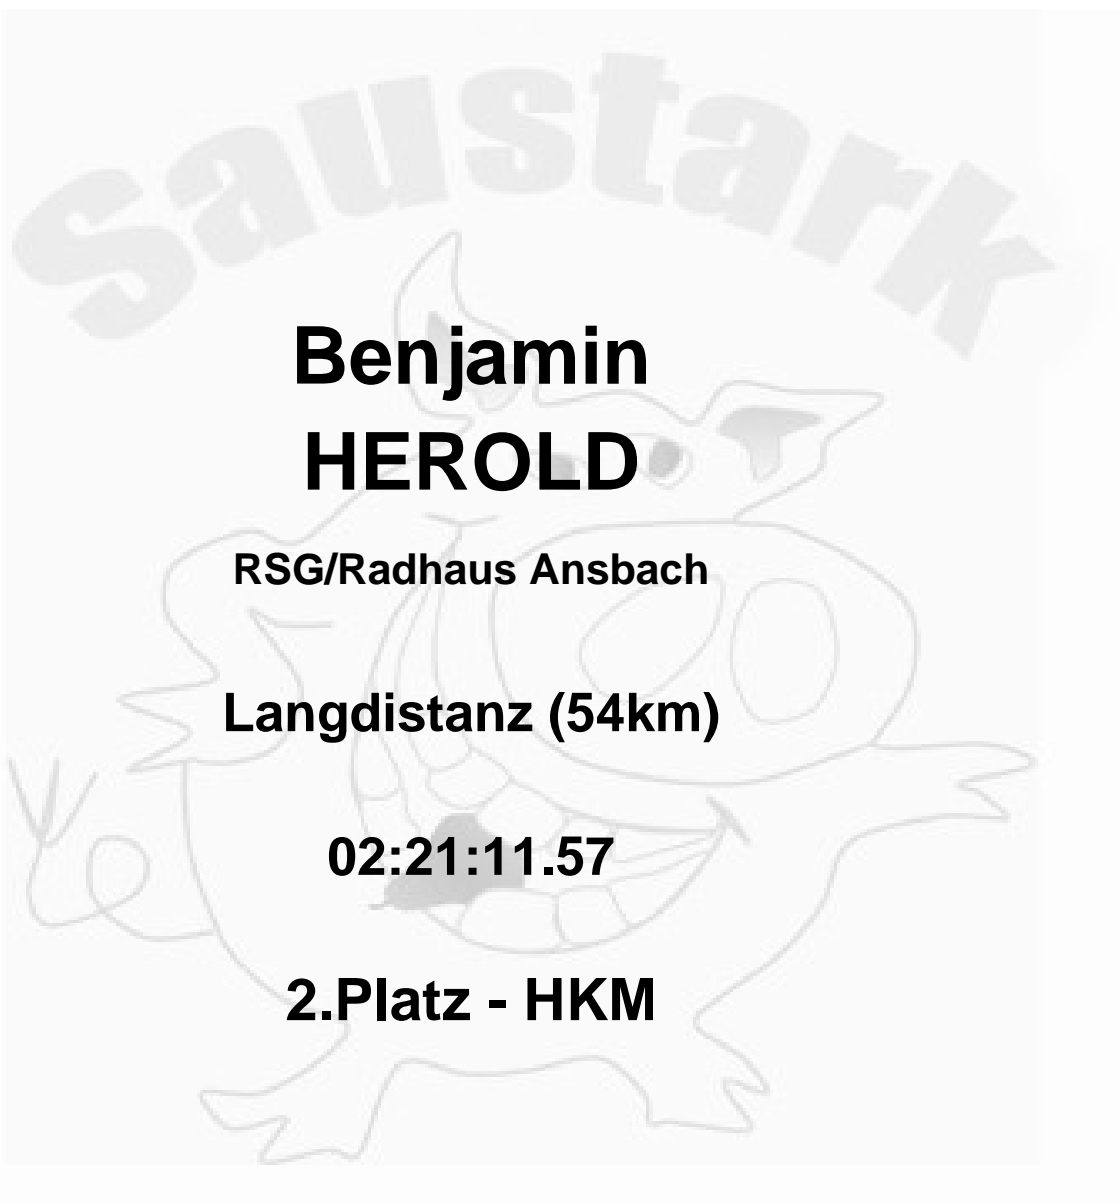 Saustark
Benjamin
HEROLD
RSG/Radhaus Ansbach
Langdistanz (54km)
02:21:11.57
2.Platz - HKM